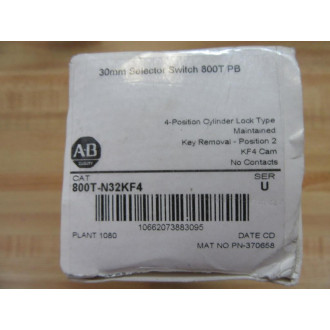 30mm Selector Switch 800T PB
4-Position Cylinder Lock Type
Maintained
Key Removal - Position 2
KF4 Cam
No Contacts
AB
QUALITY
CAT
SER
800T-N32KF4
U
10662073883095
PLANT 1080
DATE CD
MAT NO PN-370658